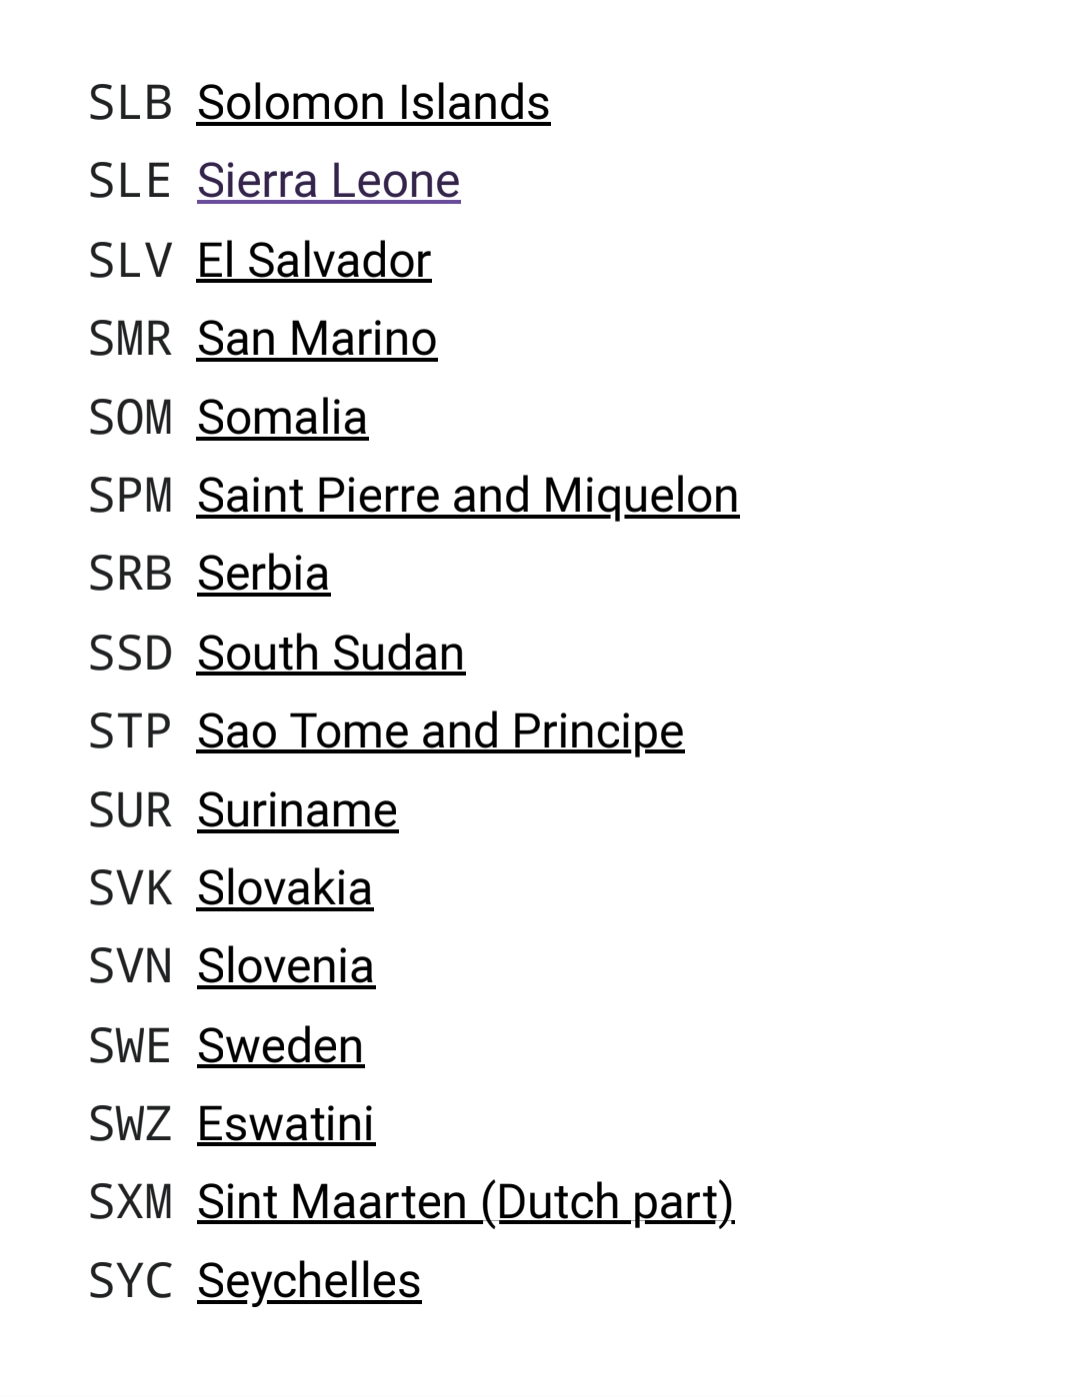 SLB Solomon Islands
SLE Sierra Leone
SLV El Salvador
SMR San Marino
SOM Somalia
SPM Saint Pierre and Miquelon
SRB Serbia
SSD South Sudan
STP Sao Tome and Principe
SUR Suriname
SVK Slovakia
SVN Slovenia
SWE Sweden
SWZ Eswatini
SXM Sint Maarten (Dutch part)
SYC Seychelles